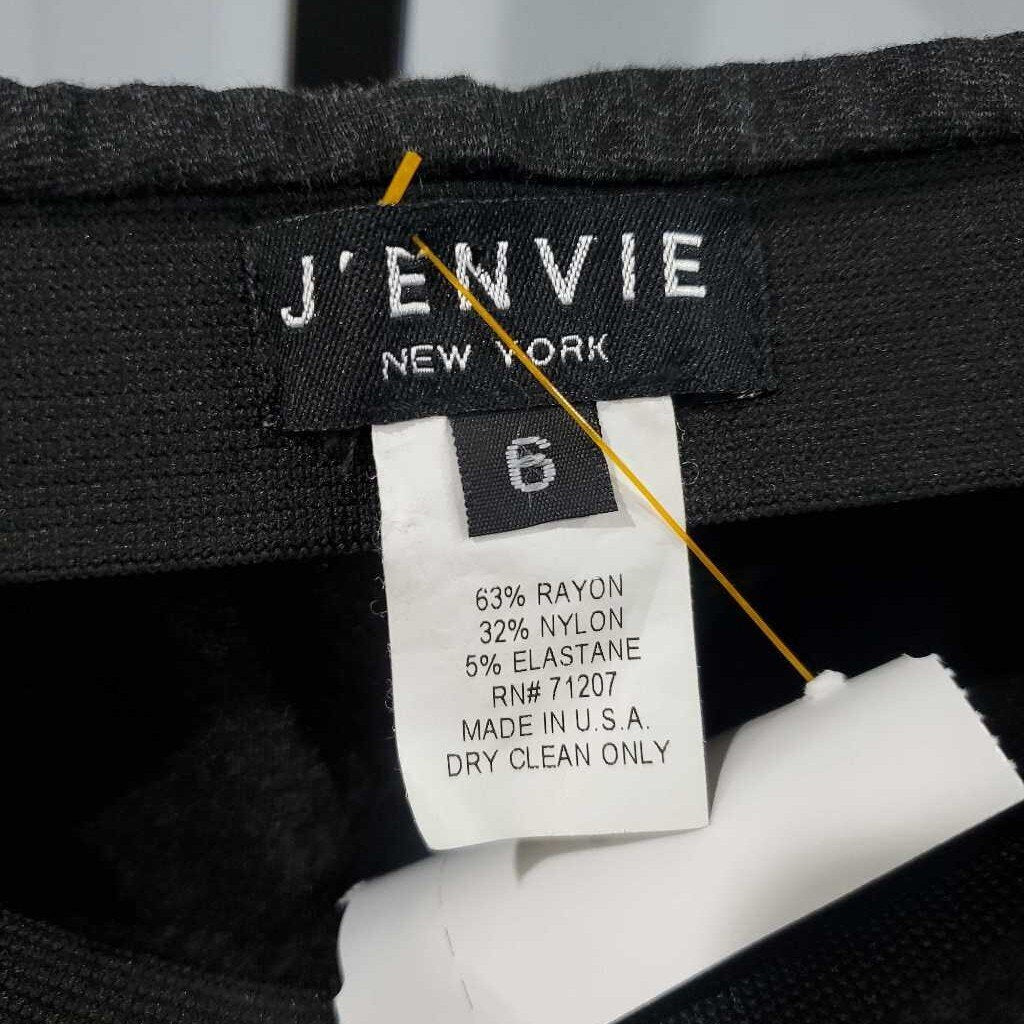 J'ENVIE
NEW YORK
6
63% RAYON
32% NYLON
5% ELASTANE
RN# 71207
MADE IN U.S.A.
DRY CLEAN ONLY